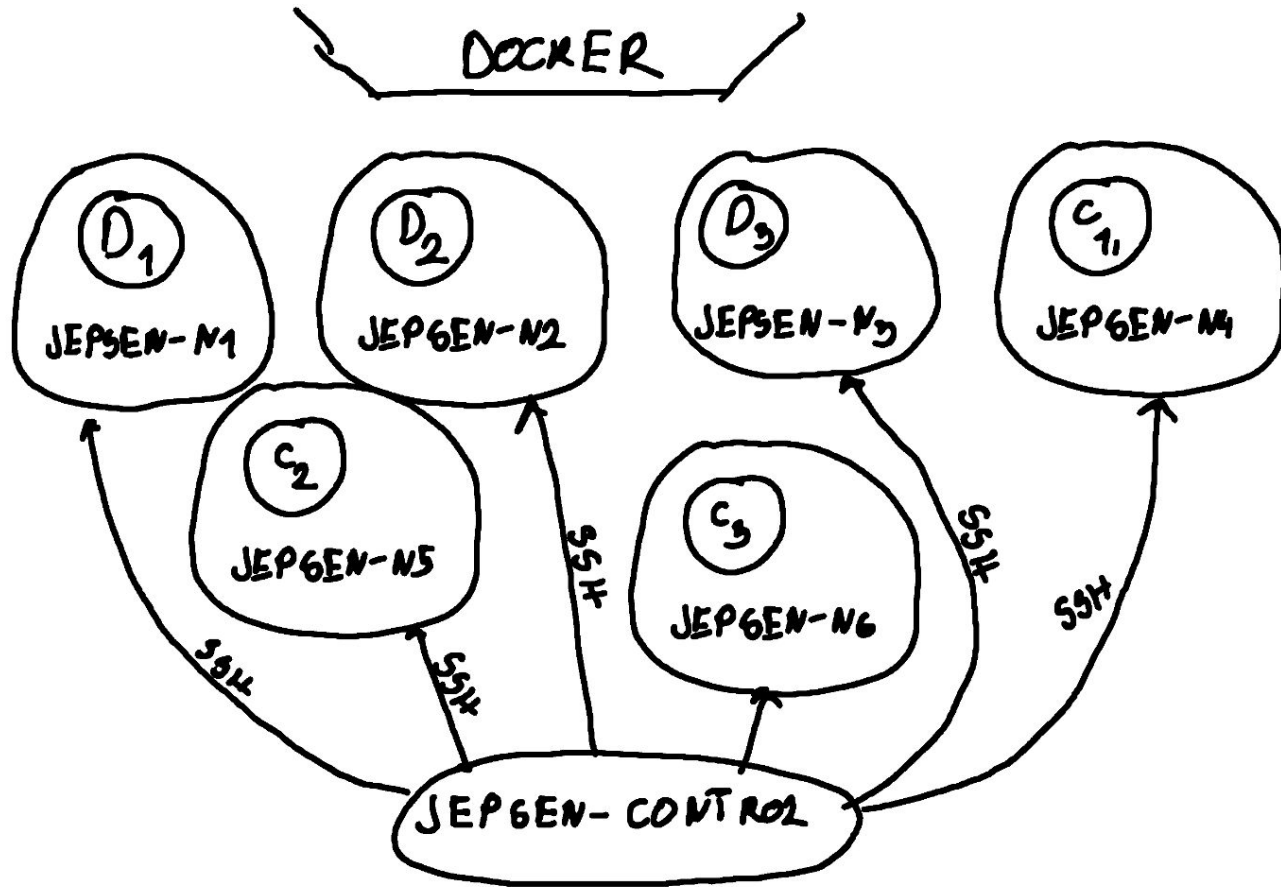 DOCKER
D1
JEPSEN-N1
D2
JEPSEN-N2
D3
JEPSEN-N3
C1
JEPSEN-N4
C2
JEPSEN-N5
C3
JEPSEN-N6
SSH
SSH
SSH
SSH
SSH
JEPSEN-CONTROL